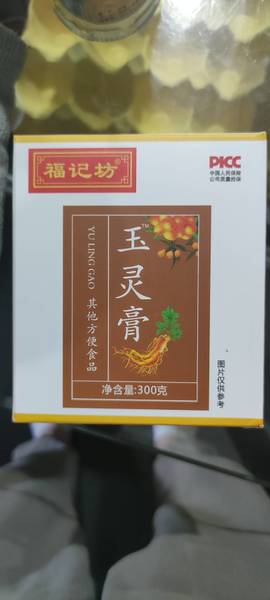 福记坊
PICC
中国人民保险
公司质量担保
玉灵膏
TM
YU LING GAO
其他方便食品
净含量:300克
图片仅供参考